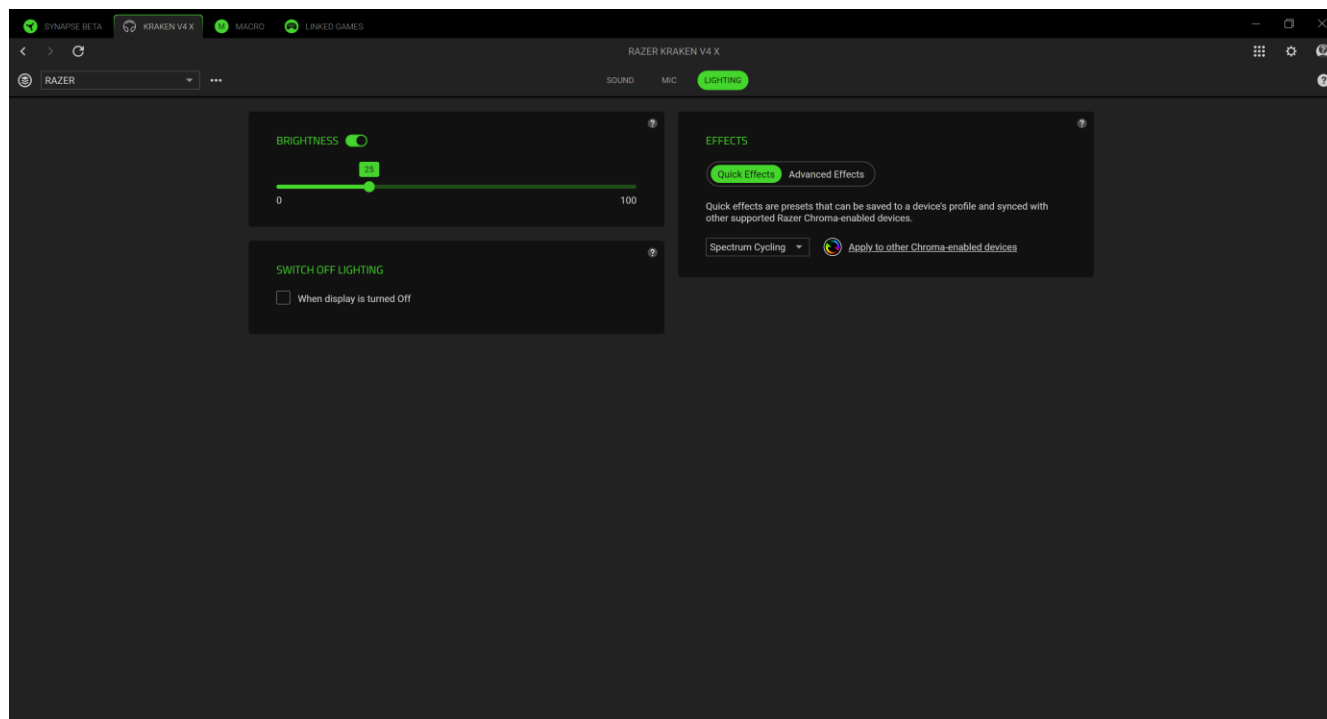 SYNAPSE BETA
KRAKEN V4 X
M MACRO
LINKED GAMES
RAZER KRAKEN V4 X
RAZER
SOUND MIC LIGHTING
?
BRIGHTNESS
?
25
0 100
SWITCH OFF LIGHTING
?
When display is turned Off
EFFECTS
?
Quick Effects Advanced Effects
Quick effects are presets that can be saved to a device's profile and synced with
other supported Razer Chroma-enabled devices.
Spectrum Cycling Apply to other Chroma-enabled devices